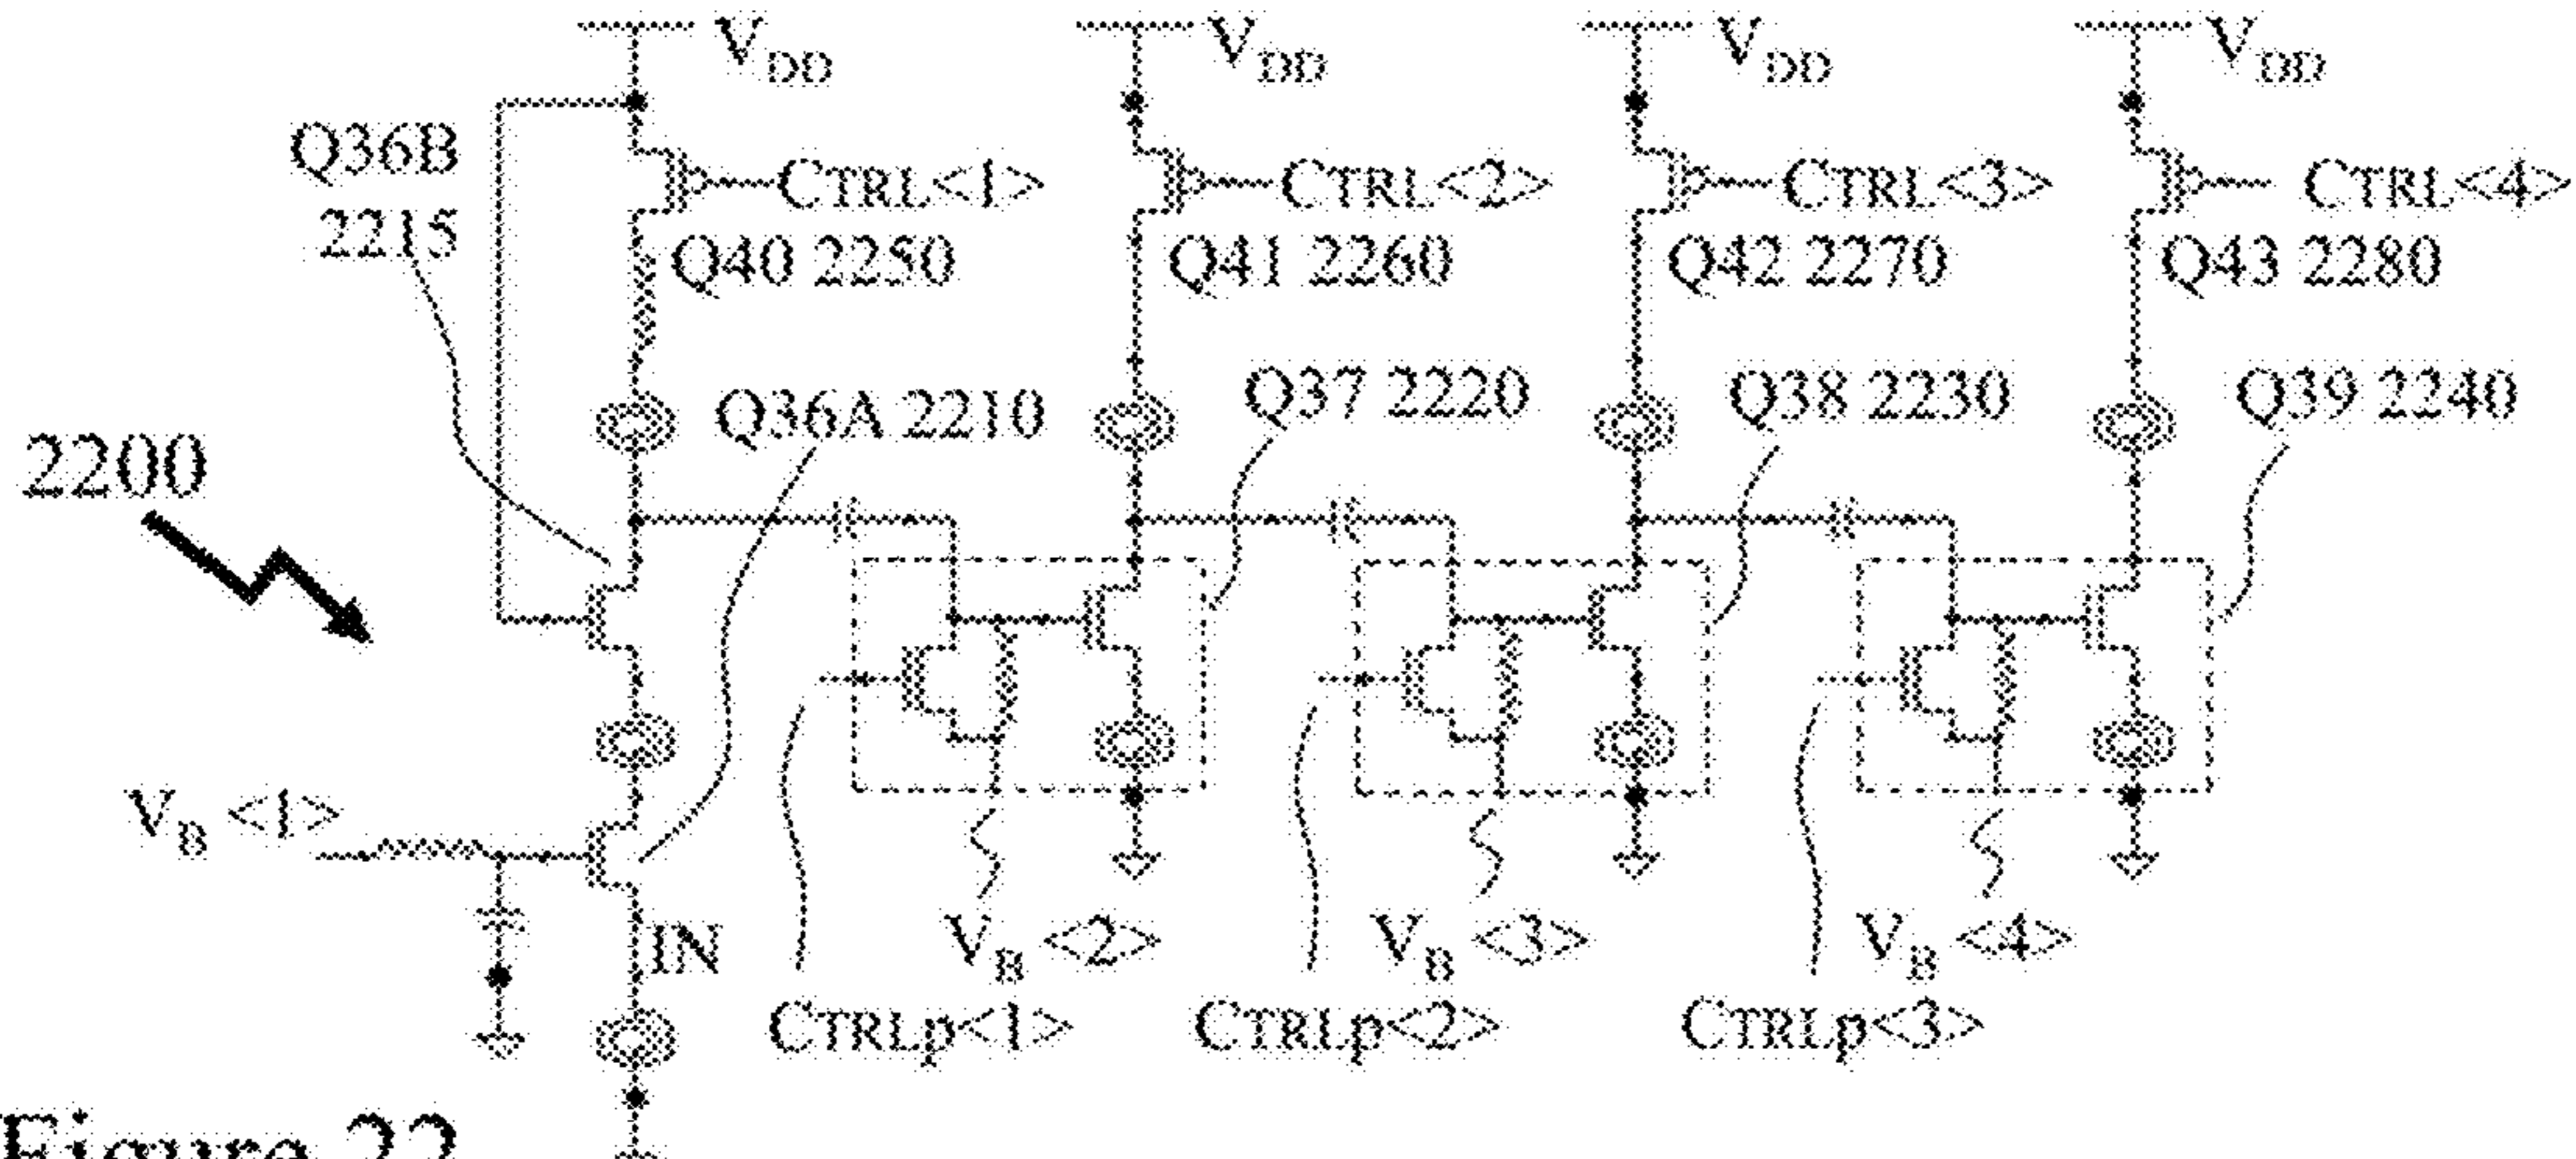 VDD VDD VDD VDD
Q36B
2215
CTRL<1> CTRL<2> CTRL<3> CTRL<4>
Q40 2250 Q41 2260 Q42 2270 Q43 2280
Q36A 2210 Q37 2220 Q38 2230 Q39 2240
2200
VB <1>
IN
VB <2> VB <3> VB <4>
CTRLp<1> CTRLp<2> CTRLp<3>
Figure 22